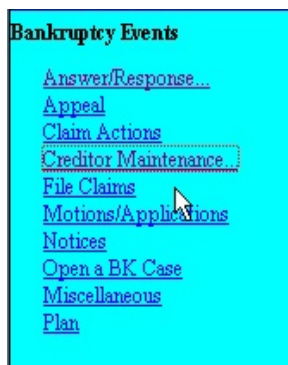 Bankruptcy Events
Answer/Response...
Appeal
Claim Actions
Creditor Maintenance...
File Claims
Motions/Applications
Notices
Open a BK Case
Miscellaneous
Plan